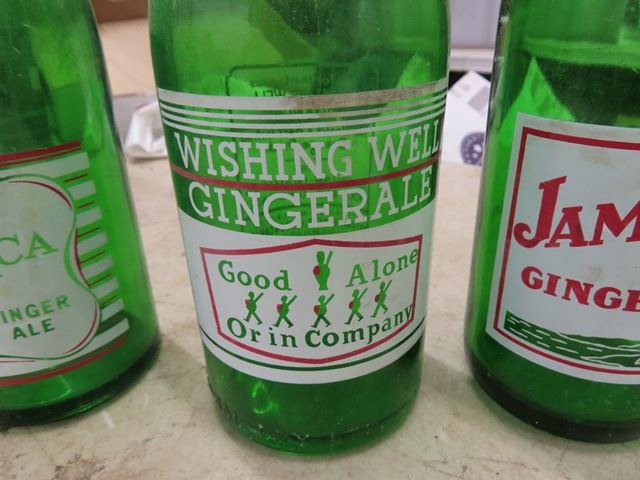 CA
INGER
ALE
WISHING WELL
GINGERALE
Good Alone
Or in Company
JAM
GINGE